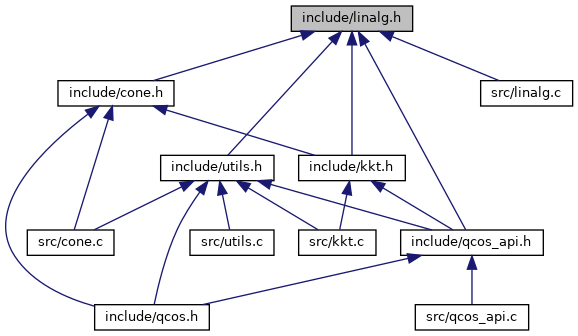 include/linalg.h
include/cone.h
src/linalg.c
include/utils.h
include/kkt.h
src/cone.c
src/utils.c
src/kkt.c
include/qcos_api.h
include/qcos.h
src/qcos_api.c